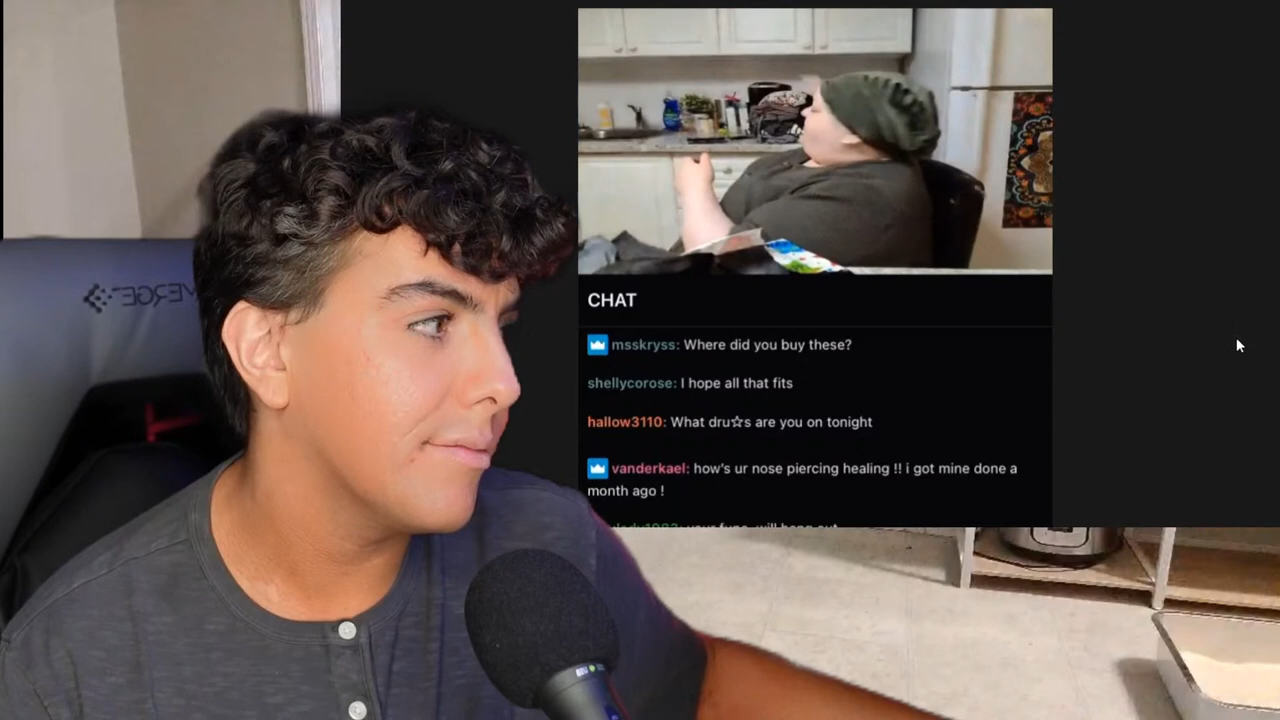 VERGE
CHAT
msskryss: Where did you buy these?
shellycorose: I hope all that fits
hallow3110: What dru☆s are you on tonight
vanderkael: how's ur nose piercing healing !! i got mine done a
month ago !